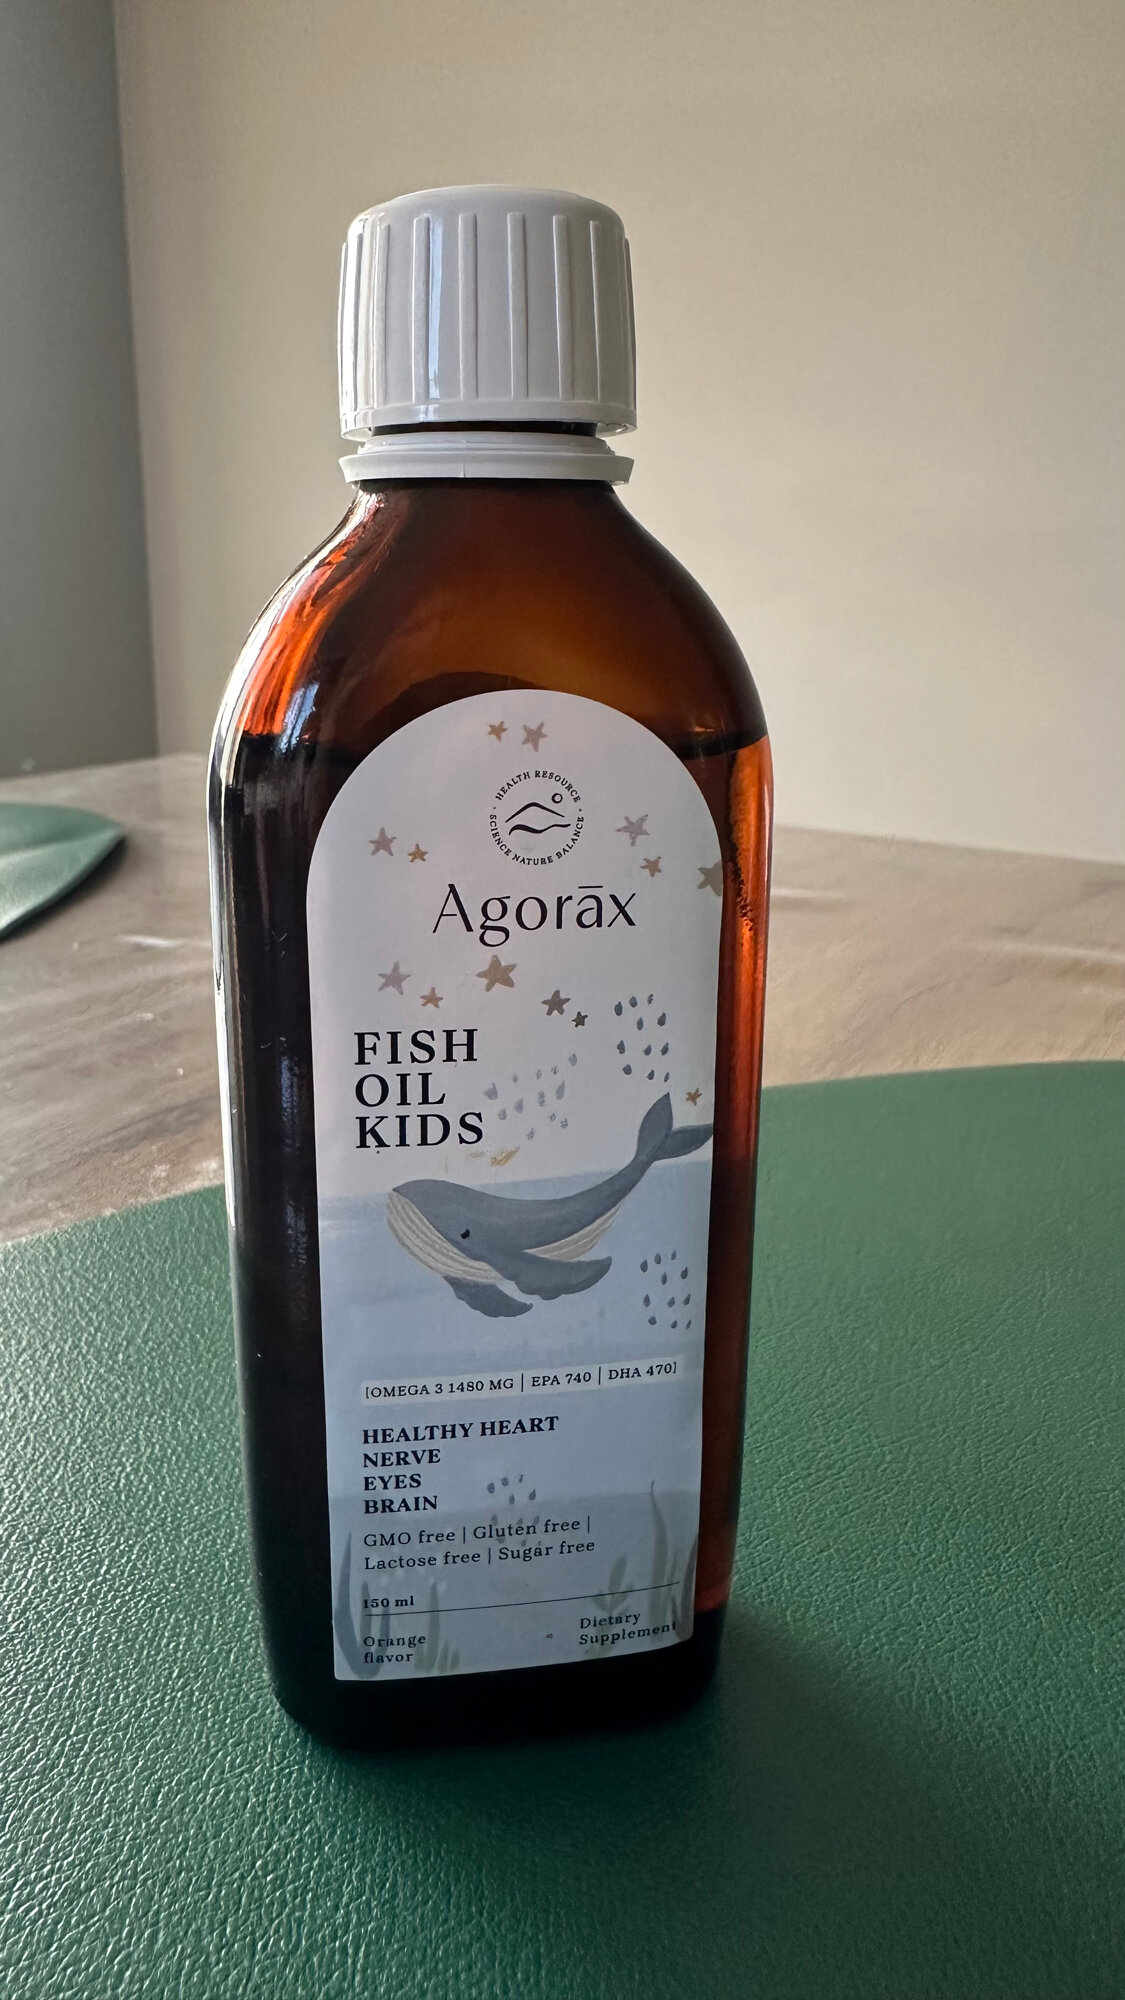 HEALTH RESOURCE
SCIENCE NATURE BALANCE
Agorāx
FISH
OIL
KIDS
[OMEGA 3 1480 MG | EPA 740 | DHA 470]
HEALTHY HEART
NERVE
EYES
BRAIN
GMO free | Gluten free |
Lactose free | Sugar free
150 ml
Orange
flavor
Dietary
Supplement